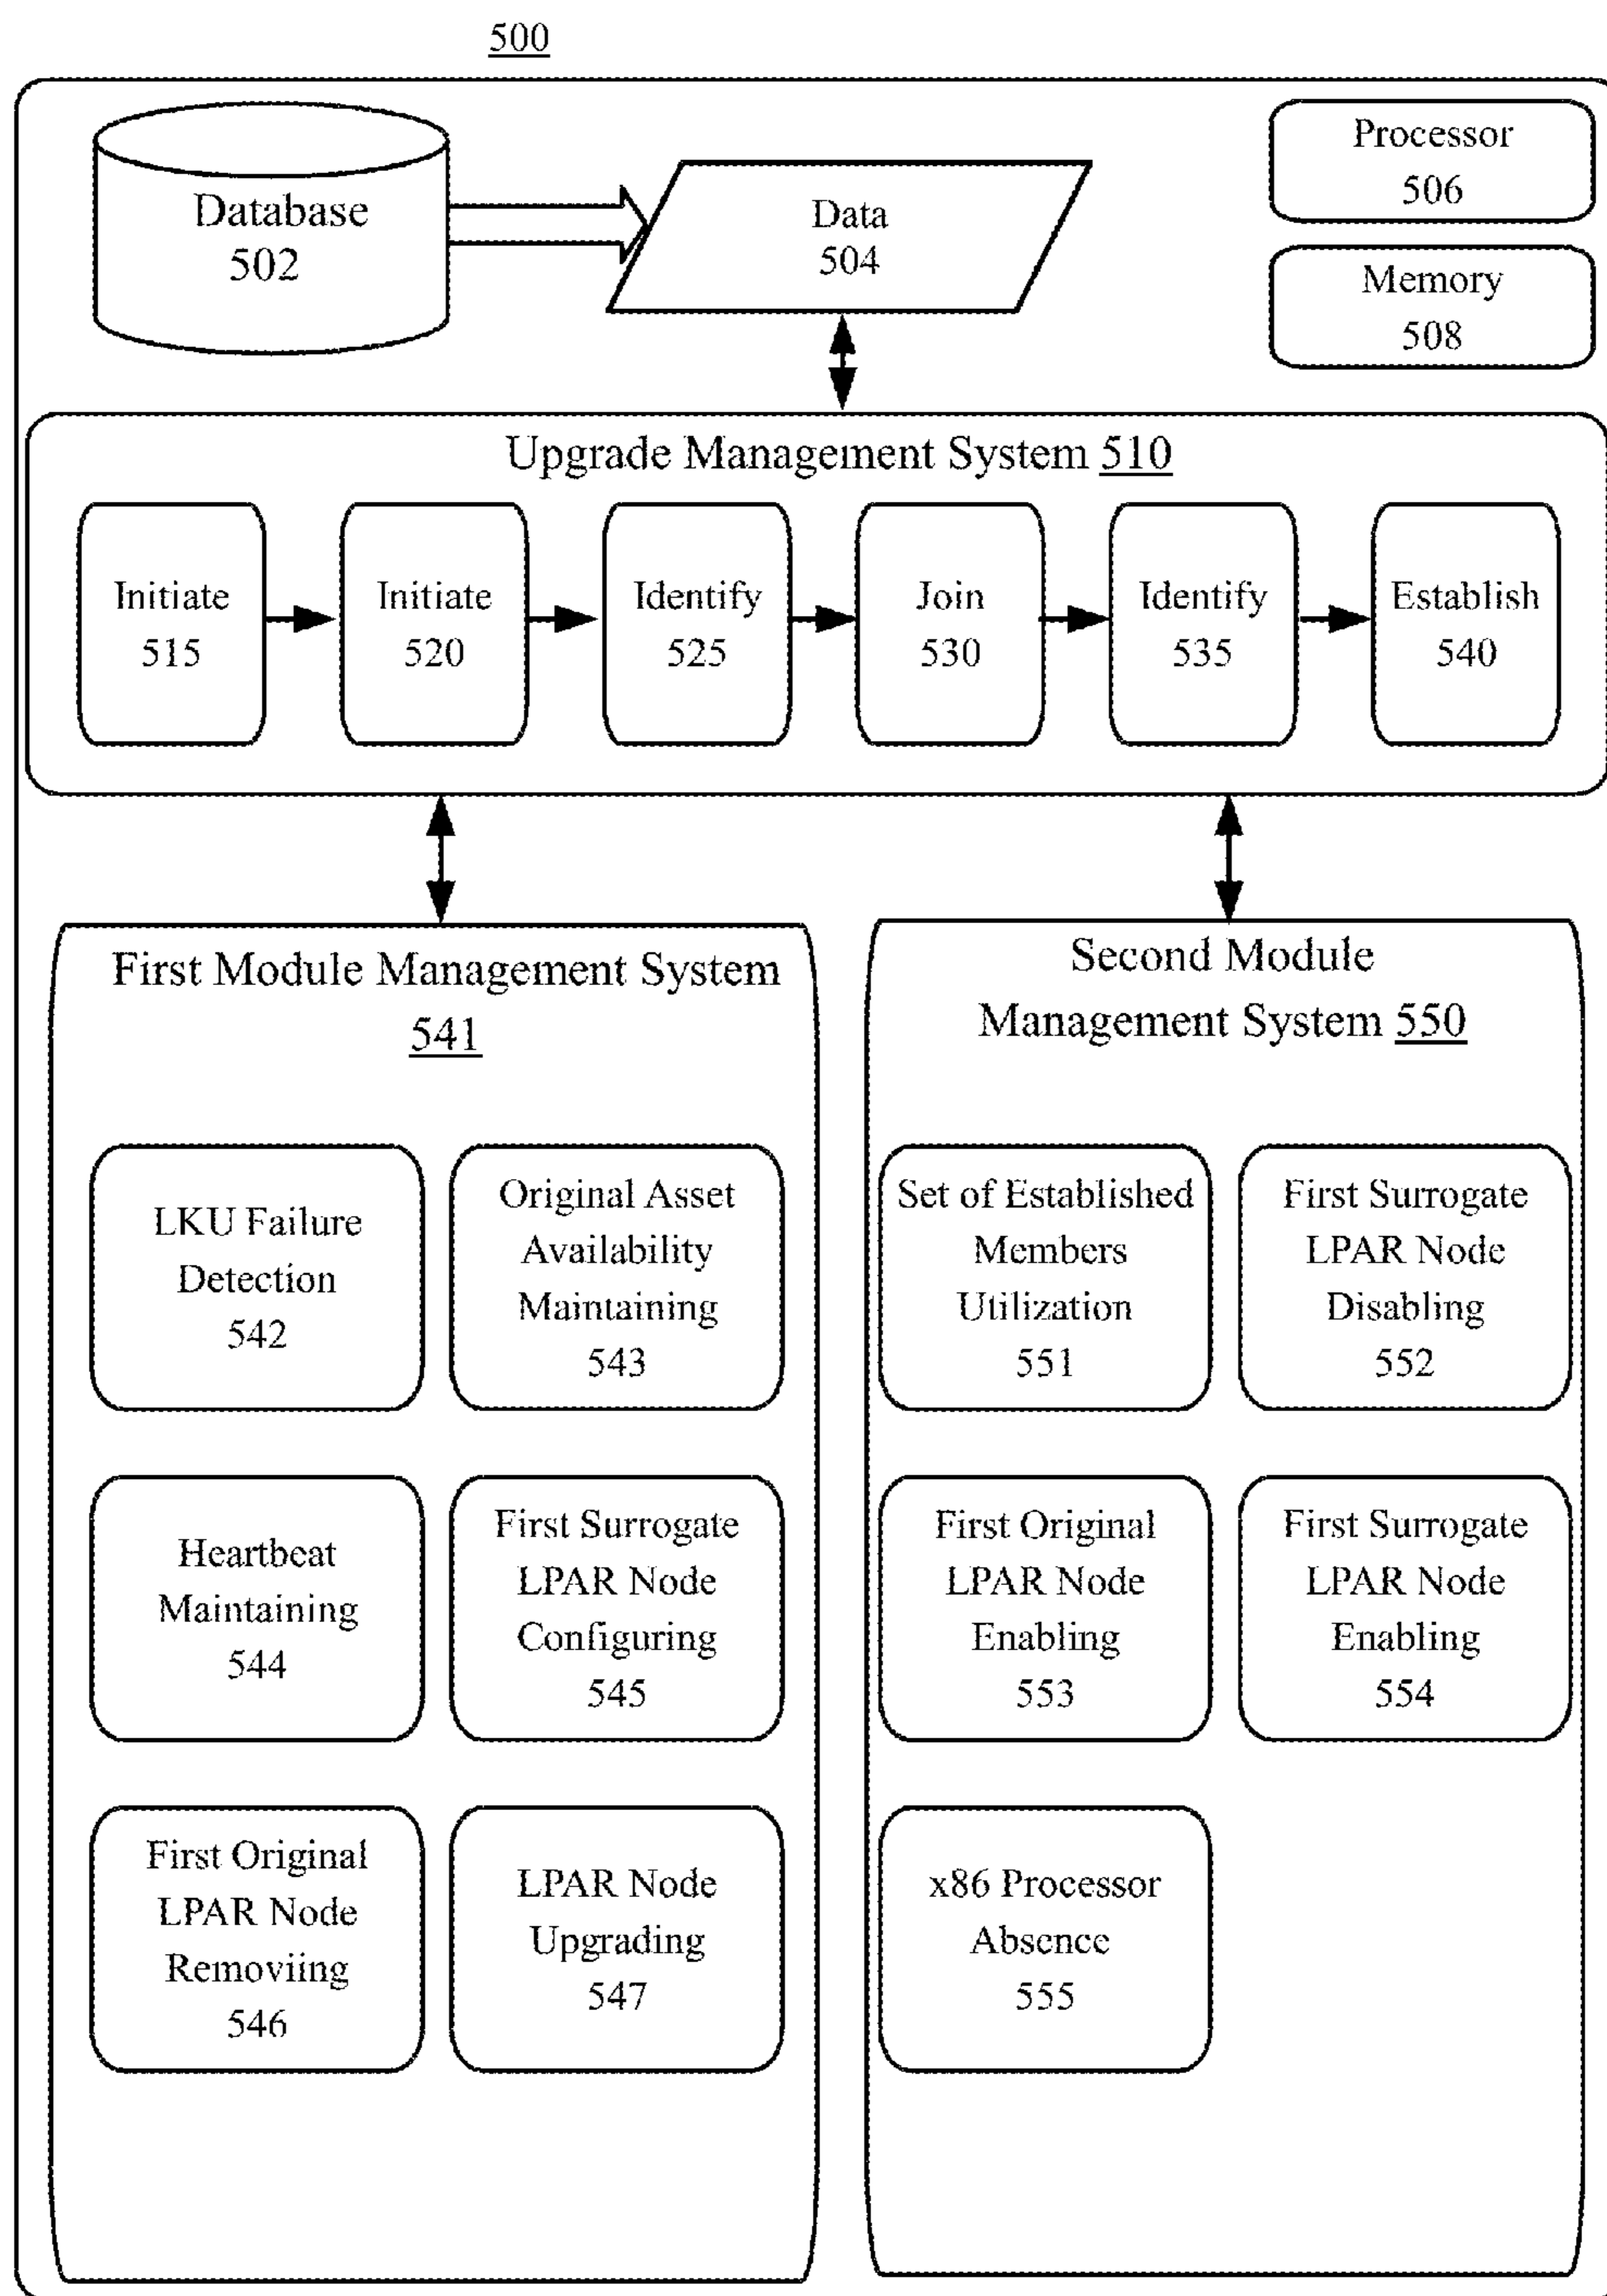 500
Database
502
Data
504
Processor
506
Memory
508
Upgrade Management System 510
Initiate
515
Initiate
520
Identify
525
Join
530
Identify
535
Establish
540
First Module Management System
541
LKU Failure
Detection
542
Original Asset
Availability
Maintaining
543
Heartbeat
Maintaining
544
First Surrogate
LPAR Node
Configuring
545
First Original
LPAR Node
Removiing
546
LPAR Node
Upgrading
547
Second Module
Management System 550
Set of Established
Members
Utilization
551
First Surrogate
LPAR Node
Disabling
552
First Original
LPAR Node
Enabling
553
First Surrogate
LPAR Node
Enabling
554
x86 Processor
Absence
555